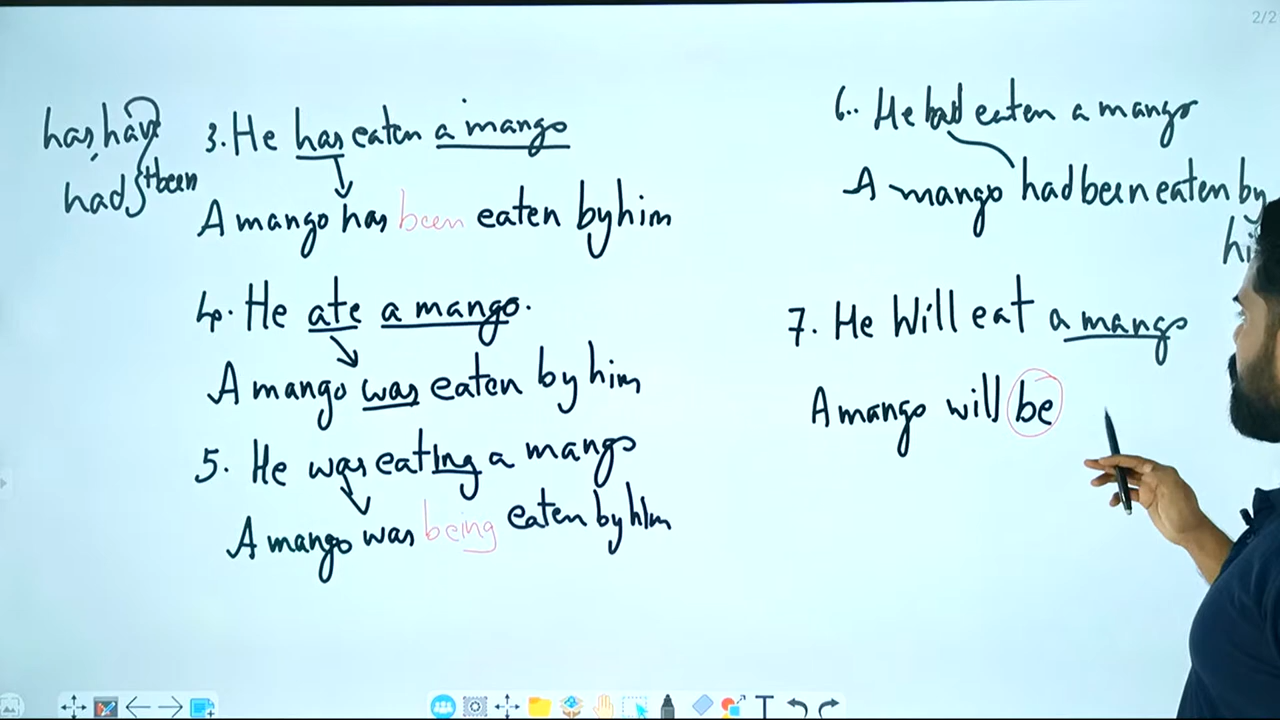 2/2
has, have
had } + been
3. He has eaten a mango
A mango has been eaten by him
4. He ate a mango.
A mango was eaten by him
5. He was eating a mango
A mango was being eaten by him
6. He had eaten a mango
A mango had been eaten by
7. He Will eat a mango
A mango will be